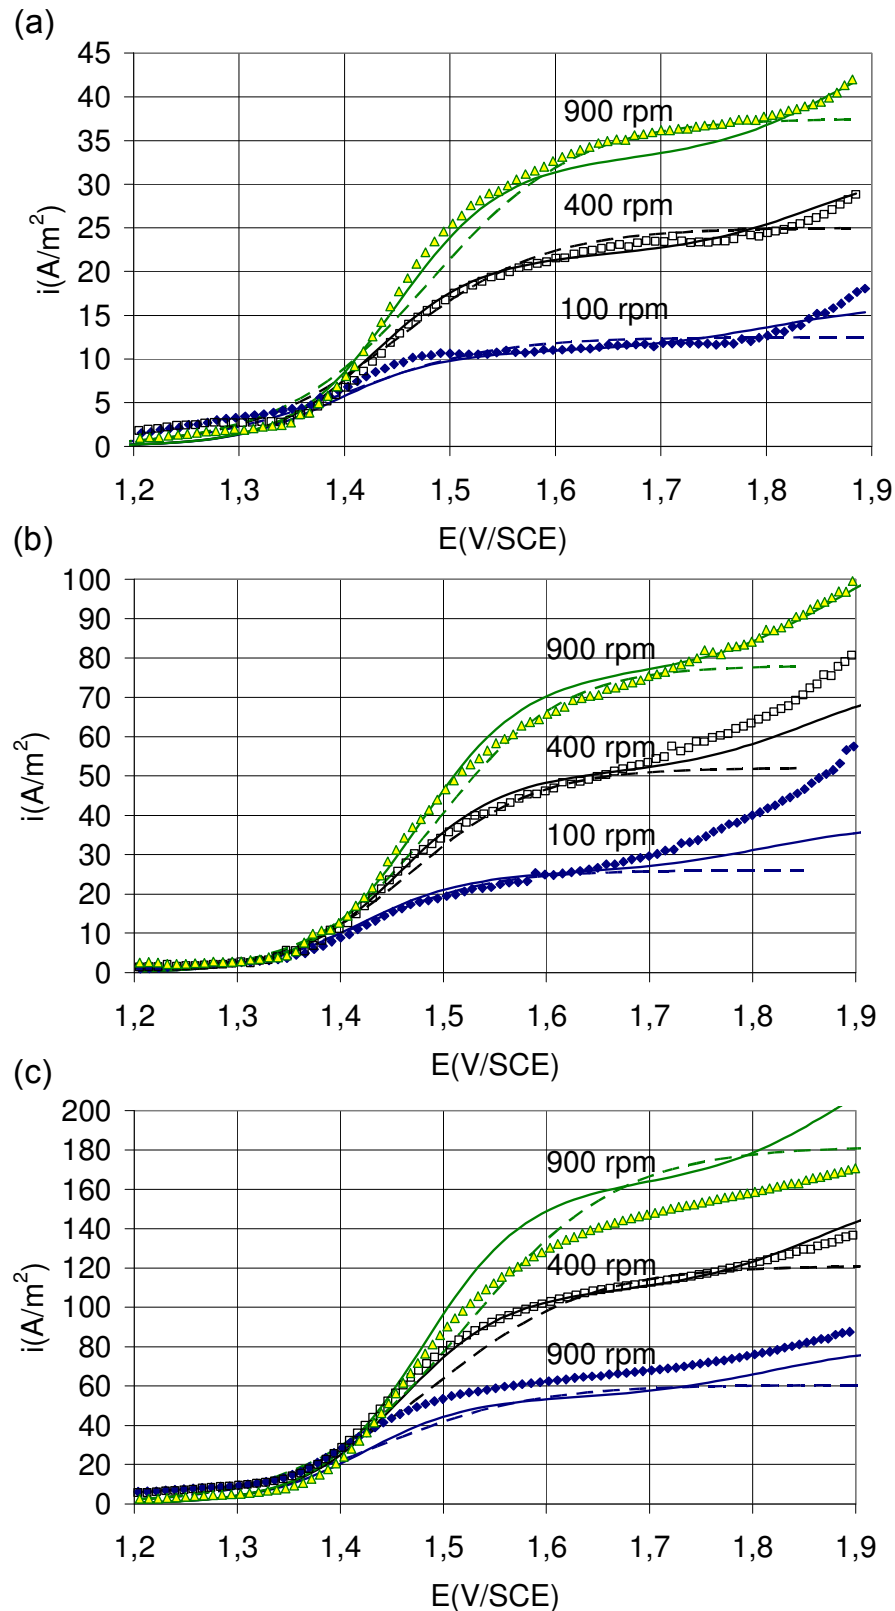 (a)
45
40
35
30
25
20
15
10
5
0
i(A/m²)
900 rpm
400 rpm
100 rpm
1,2 1,3 1,4 1,5 1,6 1,7 1,8 1,9
E(V/SCE)
(b)
100
90
80
70
60
50
40
30
20
10
0
i(A/m²)
900 rpm
400 rpm
100 rpm
1,2 1,3 1,4 1,5 1,6 1,7 1,8 1,9
E(V/SCE)
(c)
200
180
160
140
120
100
80
60
40
20
0
i(A/m²)
900 rpm
400 rpm
900 rpm
1,2 1,3 1,4 1,5 1,6 1,7 1,8 1,9
E(V/SCE)